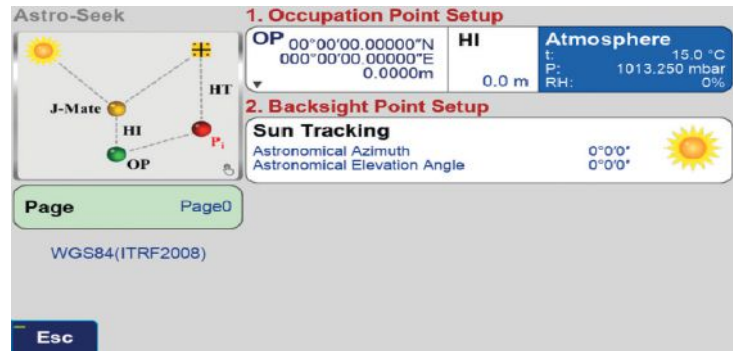 Astro-Seek
J-Mate
HT
HI
Pi
OP
Page Page0
WGS84(ITRF2008)
Esc
1. Occupation Point Setup
OP 00°00'00.00000"N
000°00'00.00000"E
0.0000m
HI
0.0 m
Atmosphere
t: 15.0 °C
P: 1013.250 mbar
RH: 0%
2. Backsight Point Setup
Sun Tracking
Astronomical Azimuth 0°0'0"
Astronomical Elevation Angle 0°0'0"